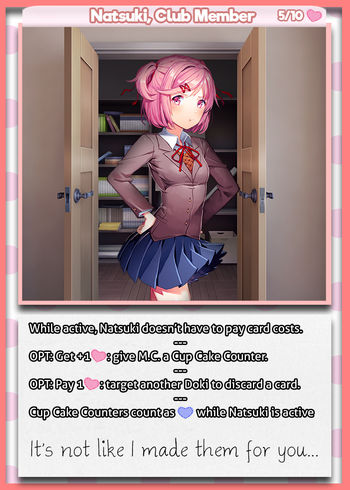 Natsuki, Club Member 5/10
While active, Natsuki doesn't have to pay card costs.
---
OPT: Get +1 : give M.C. a Cup Cake Counter.
---
OPT: Pay 1 : target another Doki to discard a card.
---
Cup Cake Counters count as while Natsuki is active
It's not like I made them for you...